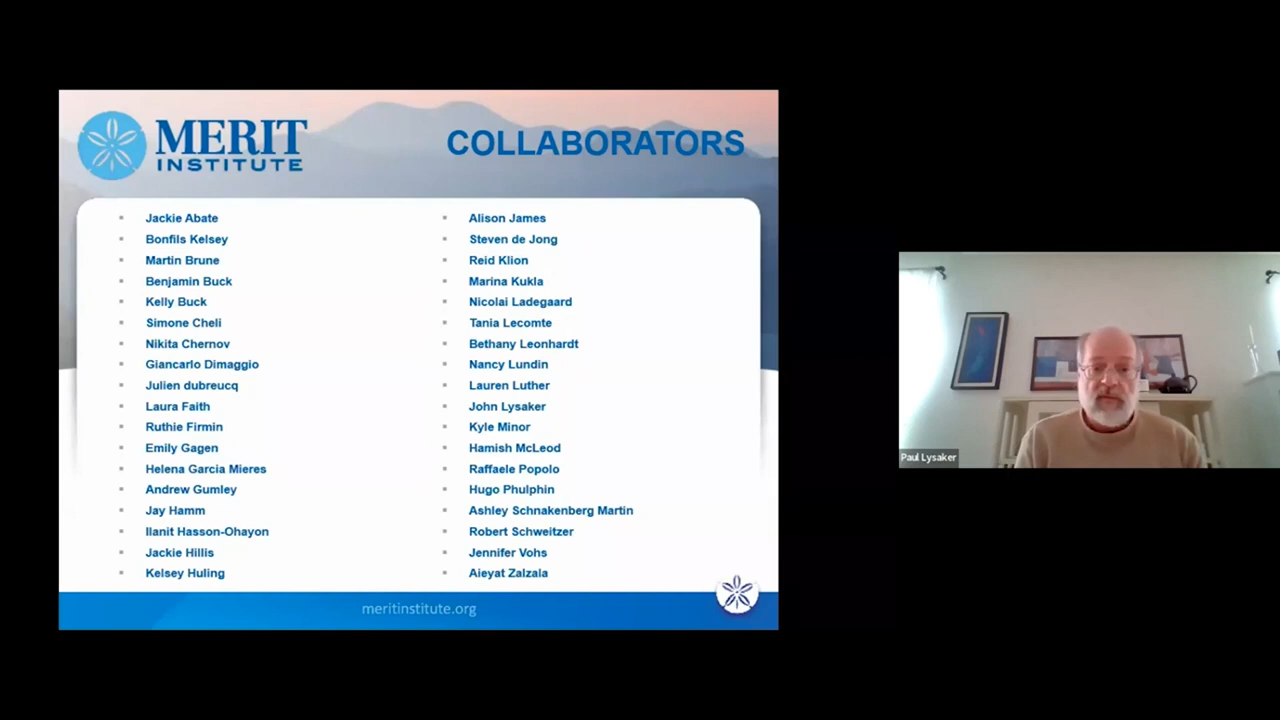 MERIT
INSTITUTE
COLLABORATORS
Jackie Abate
Bonfils Kelsey
Martin Brune
Benjamin Buck
Kelly Buck
Simone Cheli
Nikita Chernov
Giancarlo Dimaggio
Julien dubreucq
Laura Faith
Ruthie Firmin
Emily Gagen
Helena Garcia Mieres
Andrew Gumley
Jay Hamm
Ilanit Hasson-Ohayon
Jackie Hillis
Kelsey Huling
Alison James
Steven de Jong
Reid Klion
Marina Kukla
Nicolai Ladegaard
Tania Lecomte
Bethany Leonhardt
Nancy Lundin
Lauren Luther
John Lysaker
Kyle Minor
Hamish McLeod
Raffaele Popolo
Hugo Phulphin
Ashley Schnakenberg Martin
Robert Schweitzer
Jennifer Vohs
Aieyat Zalzala
meritinstitute.org
Paul Lysaker